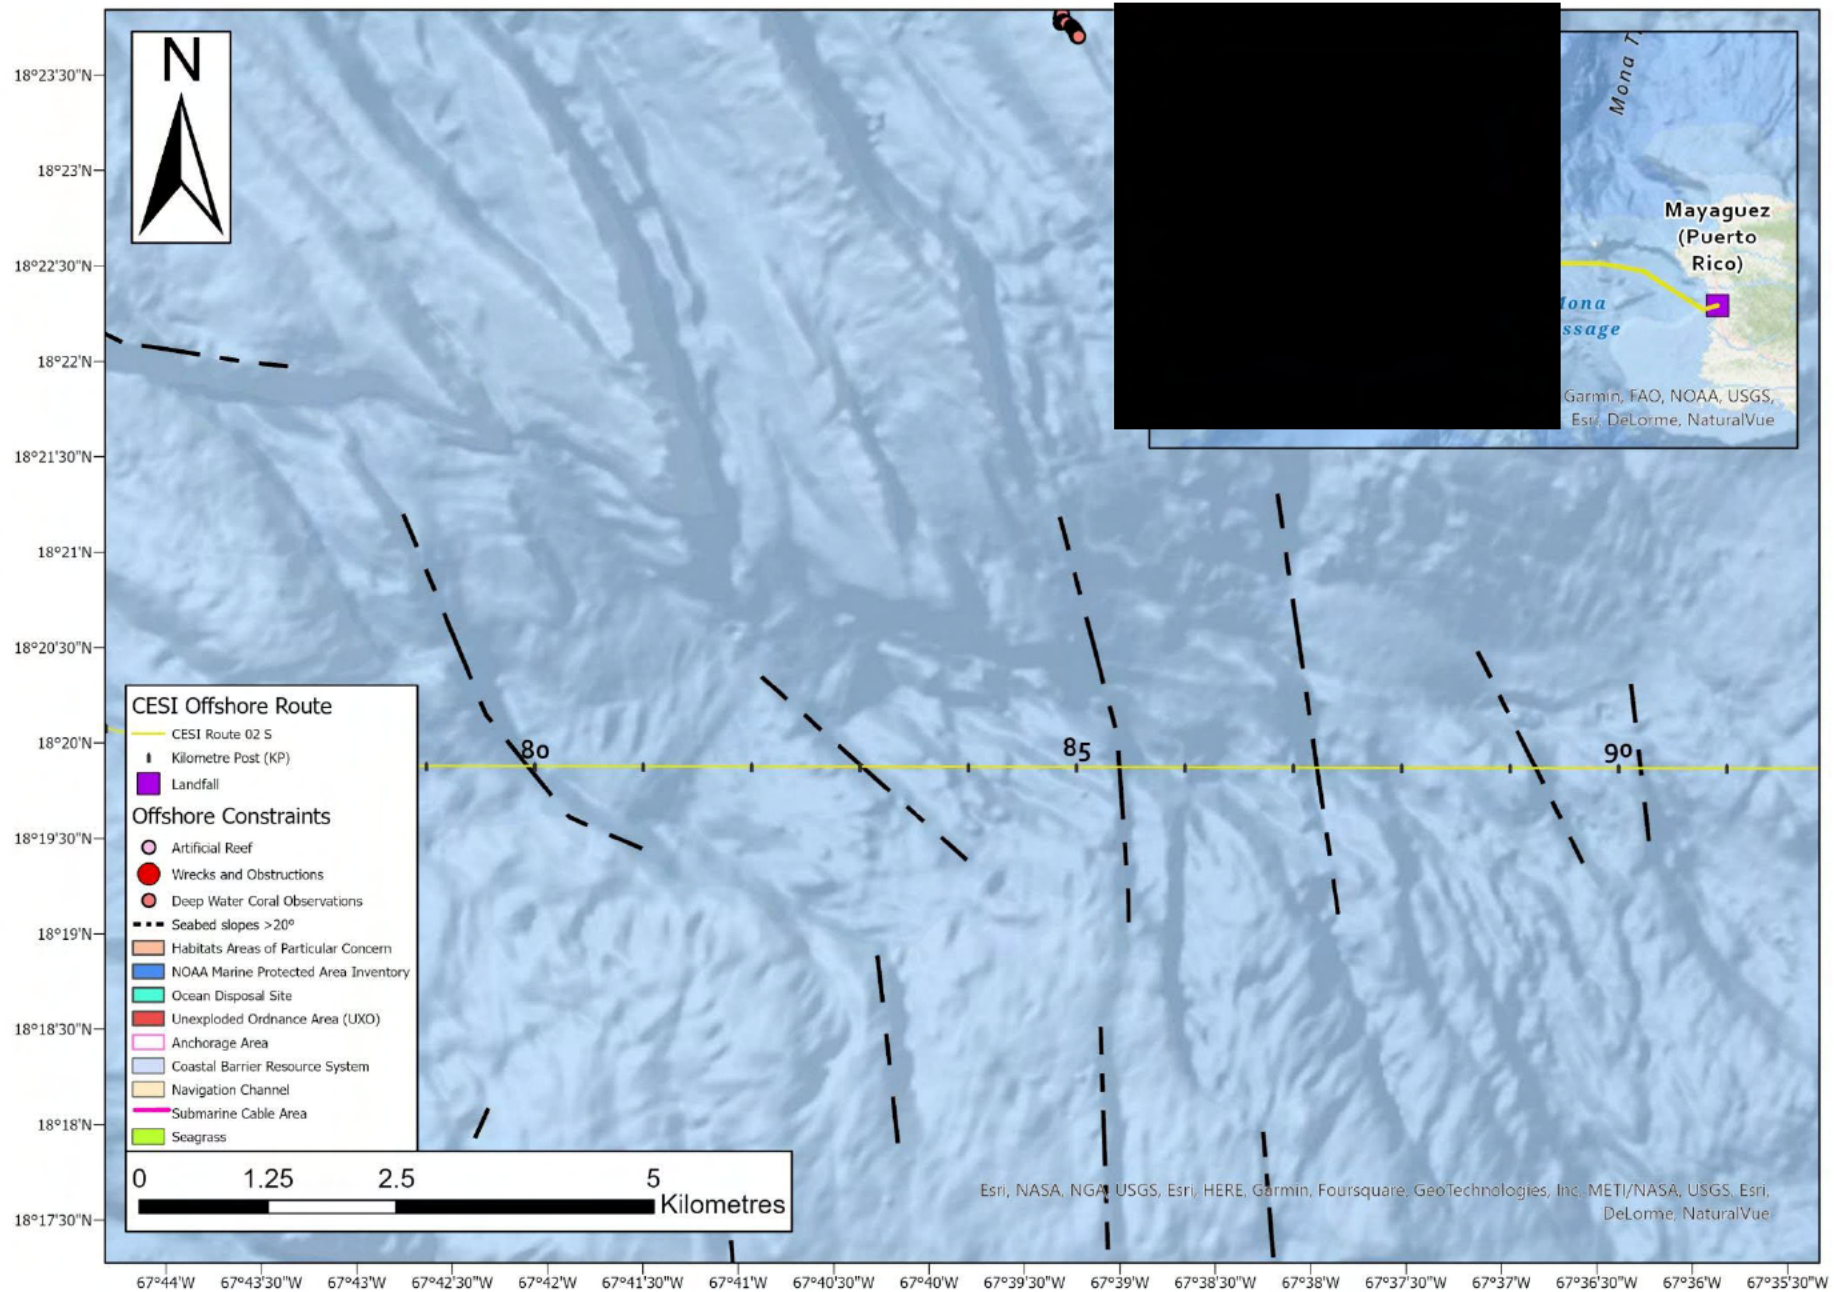 N
18°23'30"N
18°23'N
18°22'30"N
18°22'N
18°21'30"N
18°21'N
18°20'30"N
18°20'N
18°19'30"N
18°19'N
18°18'30"N
18°18'N
18°17'30"N
Mona
Mayaguez
(Puerto
Rico)
Garmin, FAO, NOAA, USGS,
Esri, DeLorme, NaturalVue
80
85
90
CESI Offshore Route
CESI Route 02 S
Kilometre Post (KP)
Landfall
Offshore Constraints
Artificial Reef
Wrecks and Obstructions
Deep Water Coral Observations
Seabed slopes >20º
Habitats Areas of Particular Concern
NOAA Marine Protected Area Inventory
Ocean Disposal Site
Unexploded Ordnance Area (UXO)
Anchorage Area
Coastal Barrier Resource System
Navigation Channel
Submarine Cable Area
Seagrass
0 1.25 2.5 5
Kilometres
Esri, NASA, NGA, USGS, Esri, HERE, Garmin, Foursquare, GeoTechnologies, Inc, METI/NASA, USGS, Esri,
DeLorme, NaturalVue
67°44'W 67°43'30"W 67°43'W 67°42'30"W 67°42'W 67°41'30"W 67°41'W 67°40'30"W 67°40'W 67°39'30"W 67°39'W 67°38'30"W 67°38'W 67°37'30"W 67°37'W 67°36'30"W 67°36'W 67°35'30"W